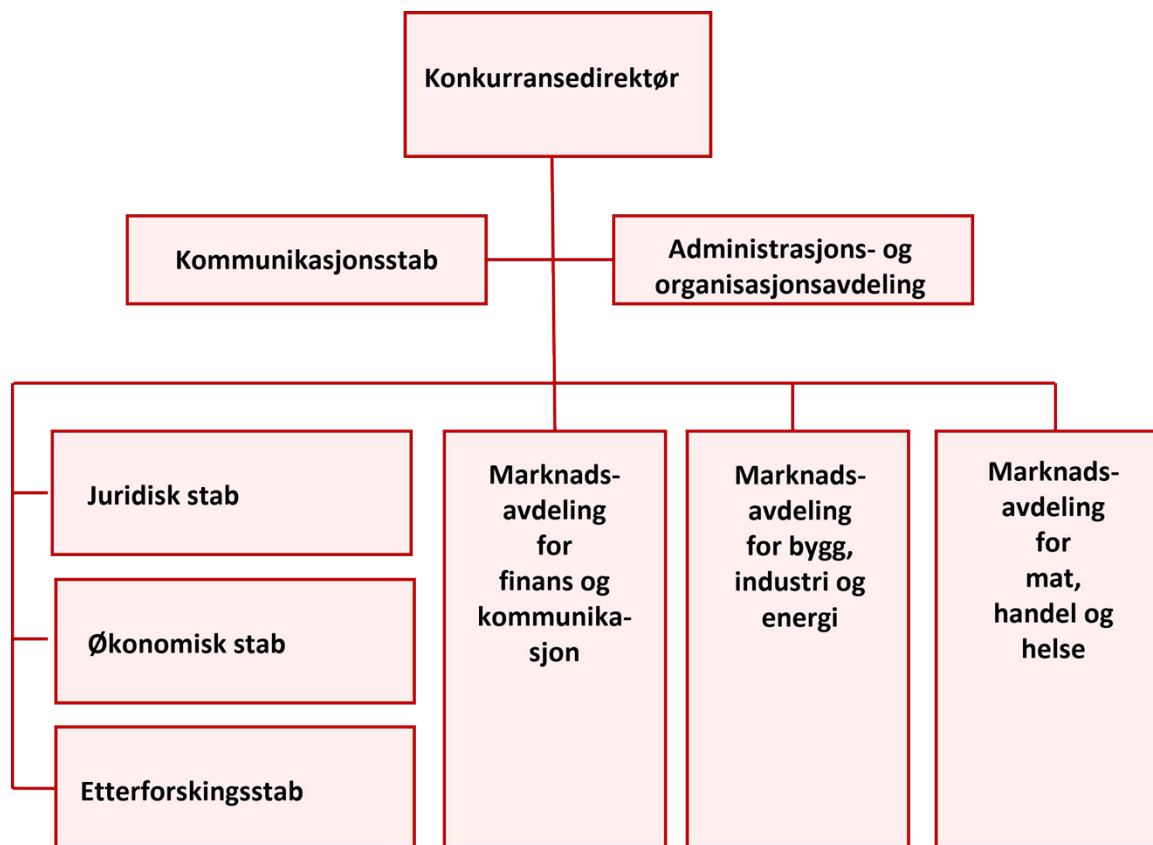 Konkurransedirektør
Kommunikasjonsstab
Administrasjons- og
organisasjonsavdeling
Juridisk stab
Økonomisk stab
Etterforskingsstab
Marknads-
avdeling
for
finans og
kommunika-
sjon
Marknads-
avdeling
for bygg,
industri og
energi
Marknads-
avdeling
for
mat,
handel og
helse